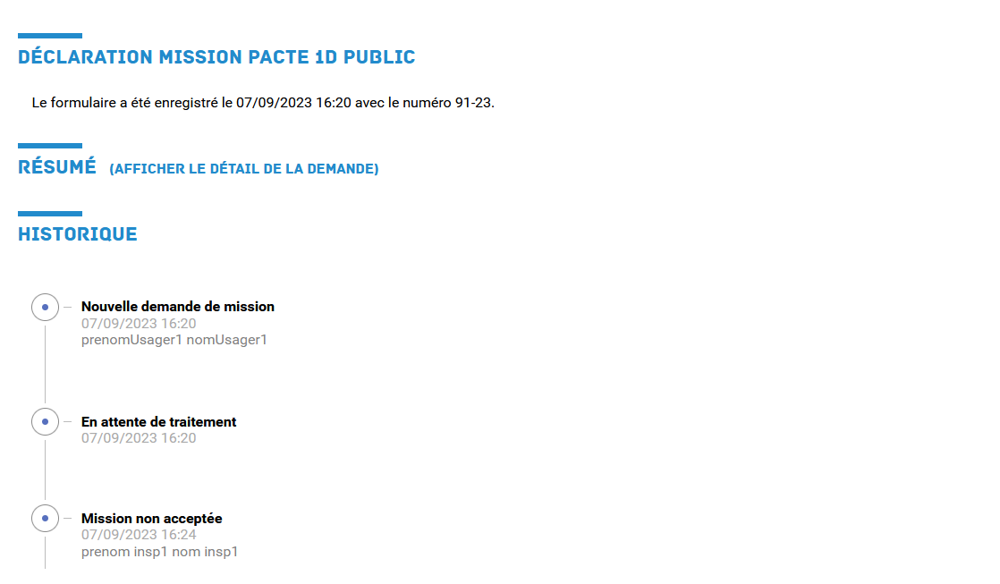 DÉCLARATION MISSION PACTE 1D PUBLIC
Le formulaire a été enregistré le 07/09/2023 16:20 avec le numéro 91-23.
RÉSUMÉ (AFFICHER LE DÉTAIL DE LA DEMANDE)
HISTORIQUE
Nouvelle demande de mission
07/09/2023 16:20
prenomUsager1 nomUsager1
En attente de traitement
07/09/2023 16:20
Mission non acceptée
07/09/2023 16:24
prenom insp1 nom insp1